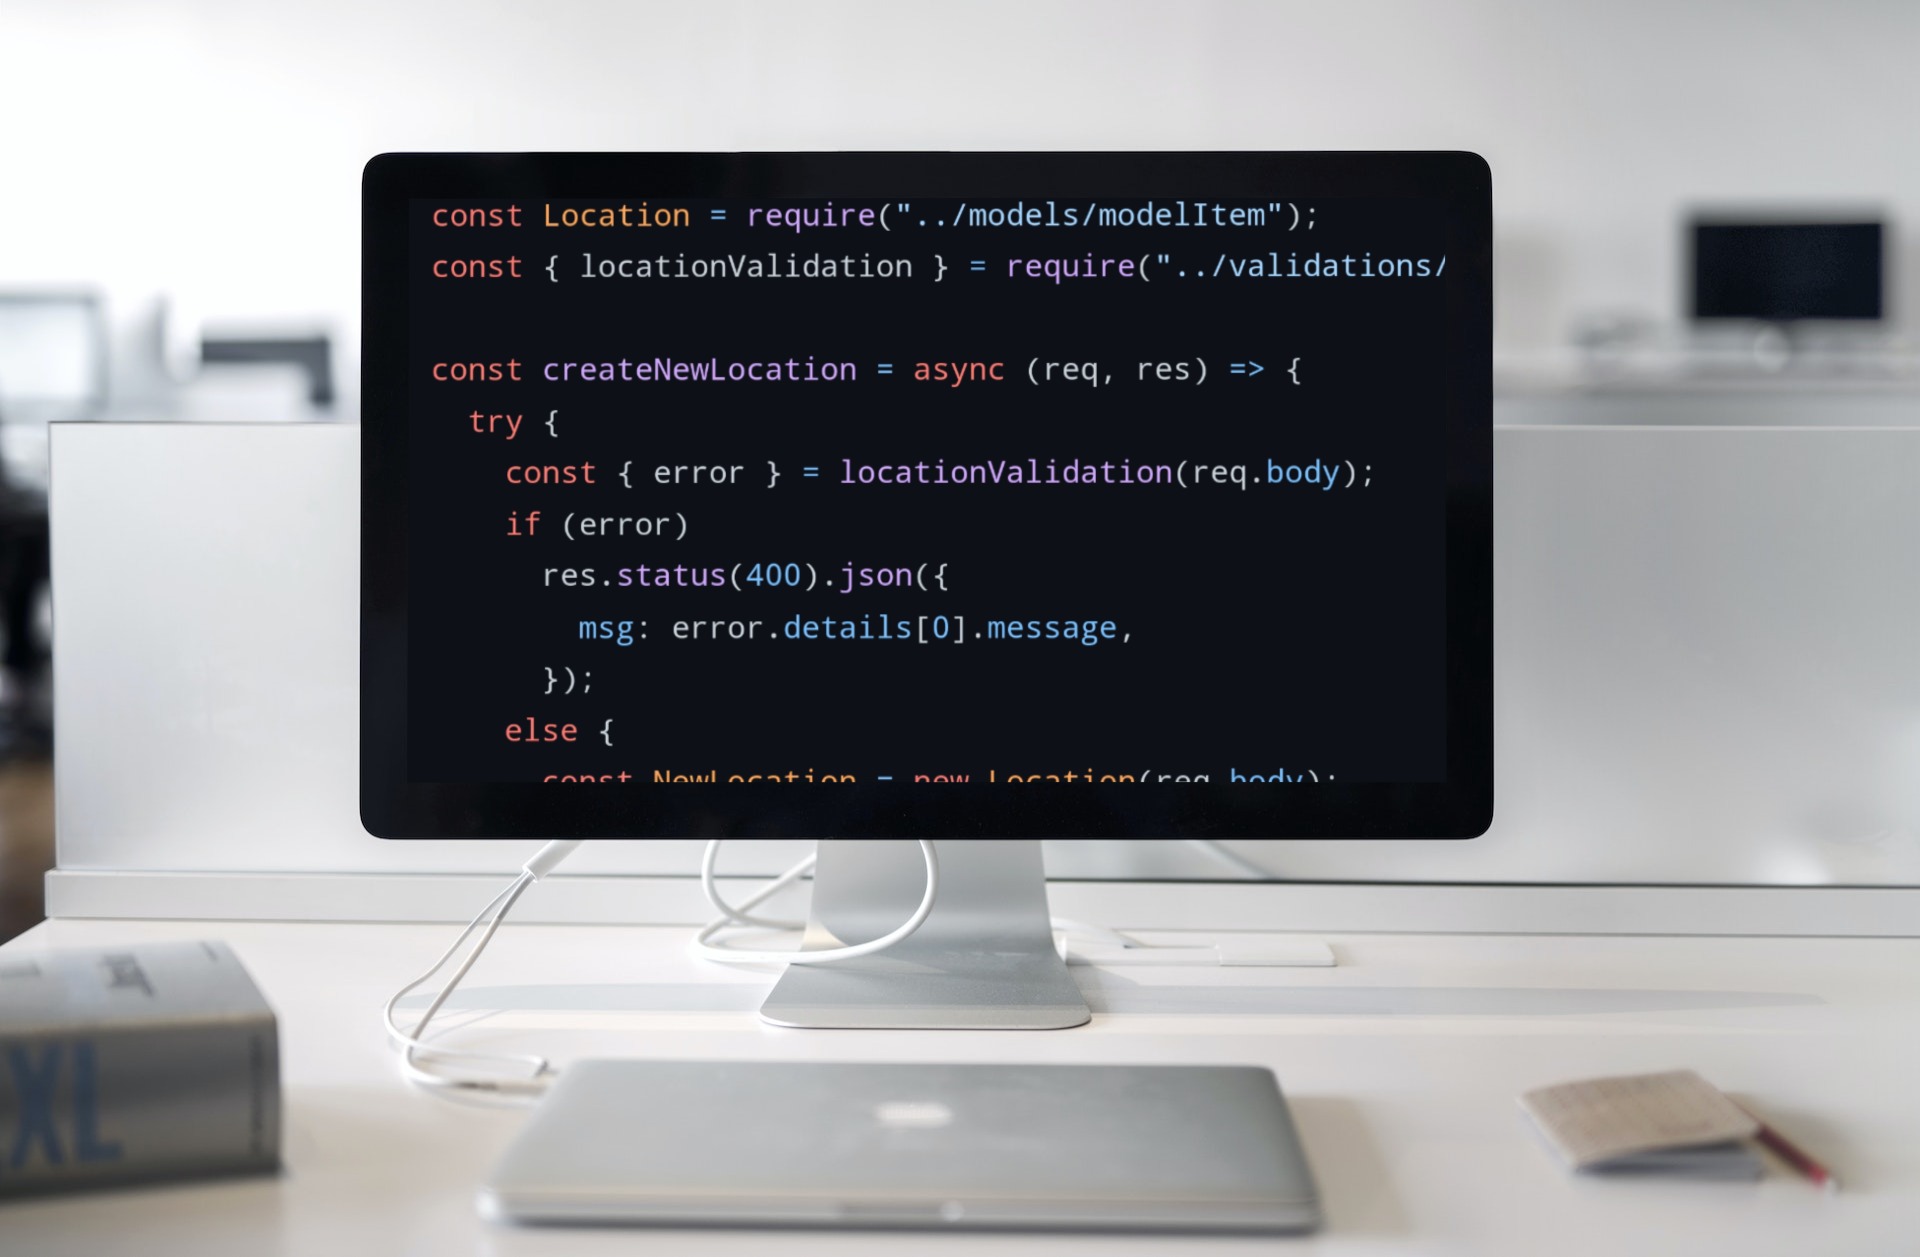 const Location = require("../models/modelItem");
const { locationValidation } = require("../validations/
const createNewLocation = async (req, res) => {
  try {
    const { error } = locationValidation(req.body);
    if (error)
      res.status(400).json({
        msg: error.details[0].message,
      });
    else {
      const NewLocation = new Location(req.body);
XL